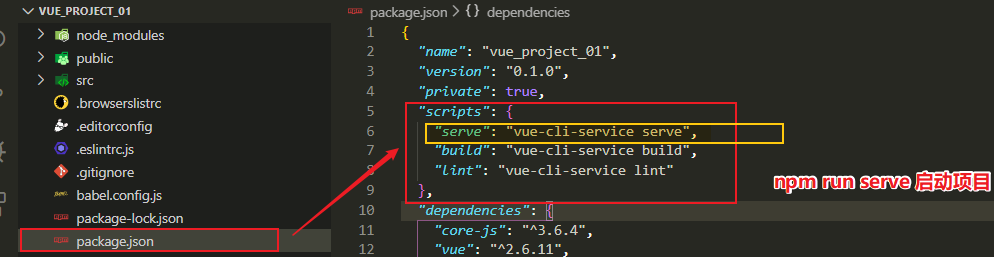 VUE_PROJECT_01
node_modules
public
src
.browserslistrc
.editorconfig
.eslintrc.js
.gitignore
babel.config.js
package-lock.json
package.json
package.json > {} dependencies
1 {
2 "name": "vue_project_01",
3 "version": "0.1.0",
4 "private": true,
5 "scripts": {
6 "serve": "vue-cli-service serve",
7 "build": "vue-cli-service build",
8 "lint": "vue-cli-service lint"
9 },
10 "dependencies": {
11 "core-js": "^3.6.4",
12 "vue": "^2.6.11",
npm run serve 启动项目